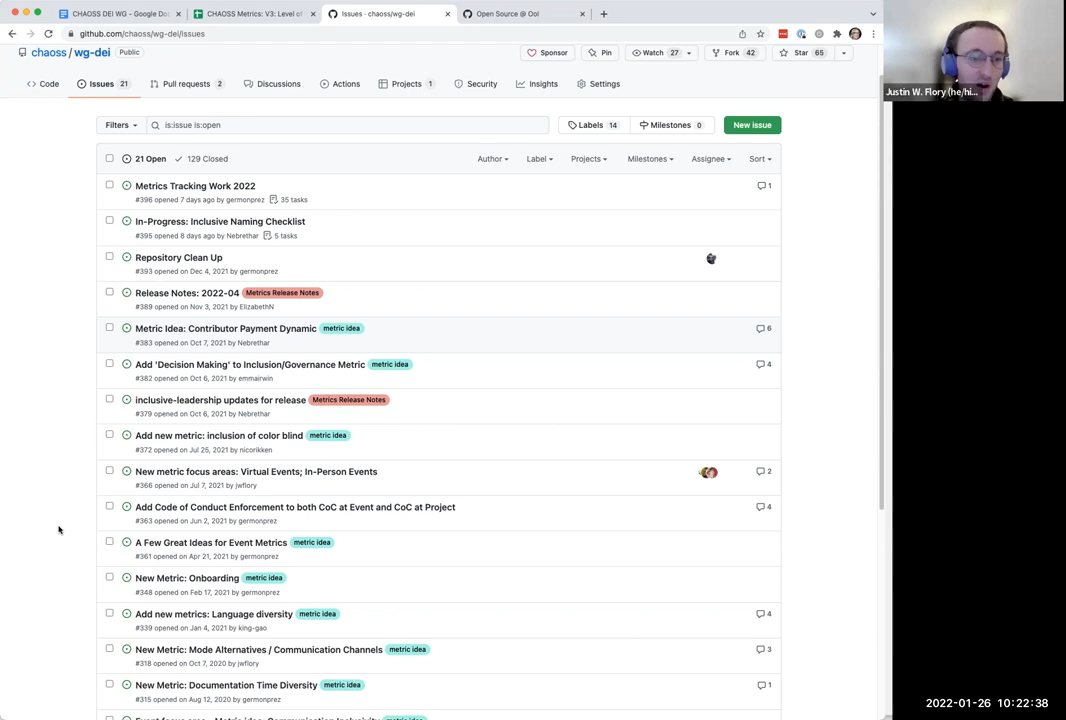 CHAOSS DEI WG - Google Do
CHAOSS Metrics: V3: Level of
Issues · chaoss/wg-dei
Open Source @ Ool
github.com/chaoss/wg-dei/issues
chaoss / wg-dei Public
Sponsor Pin Watch 27 Fork 42 Star 65
Code Issues 21 Pull requests 2 Discussions Actions Projects 1 Security Insights Settings
Filters is:issue is:open Labels 14 Milestones 0 New issue
21 Open 129 Closed Author Label Projects Milestones Assignee Sort
Metrics Tracking Work 2022 1
#396 opened 7 days ago by germonprez 35 tasks
In-Progress: Inclusive Naming Checklist
#395 opened 8 days ago by Nebrethar 5 tasks
Repository Clean Up
#393 opened on Dec 4, 2021 by germonprez
Release Notes: 2022-04 Metrics Release Notes
#389 opened on Nov 3, 2021 by ElizabethN
Metric Idea: Contributor Payment Dynamic metric idea 6
#383 opened on Oct 7, 2021 by Nebrethar
Add 'Decision Making' to Inclusion/Governance Metric metric idea 4
#382 opened on Oct 6, 2021 by emmairwin
inclusive-leadership updates for release Metrics Release Notes
#379 opened on Oct 6, 2021 by Nebrethar
Add new metric: inclusion of color blind metric idea
#372 opened on Jul 25, 2021 by nicorikken
New metric focus areas: Virtual Events; In-Person Events 2
#366 opened on Jul 7, 2021 by jwflory
Add Code of Conduct Enforcement to both CoC at Event and CoC at Project 4
#363 opened on Jun 2, 2021 by germonprez
A Few Great Ideas for Event Metrics metric idea
#361 opened on Apr 21, 2021 by germonprez
New Metric: Onboarding metric idea
#348 opened on Feb 17, 2021 by germonprez
Add new metrics: Language diversity metric idea 4
#339 opened on Jan 4, 2021 by king-gao
New Metric: Mode Alternatives / Communication Channels metric idea 3
#318 opened on Oct 7, 2020 by jwflory
New Metric: Documentation Time Diversity metric idea 1
#315 opened on Aug 12, 2020 by germonprez
Event focus area - Metric idea: Communication Inclusivity metric idea
Justin W. Flory (he/hi...
2022-01-26 10:22:38